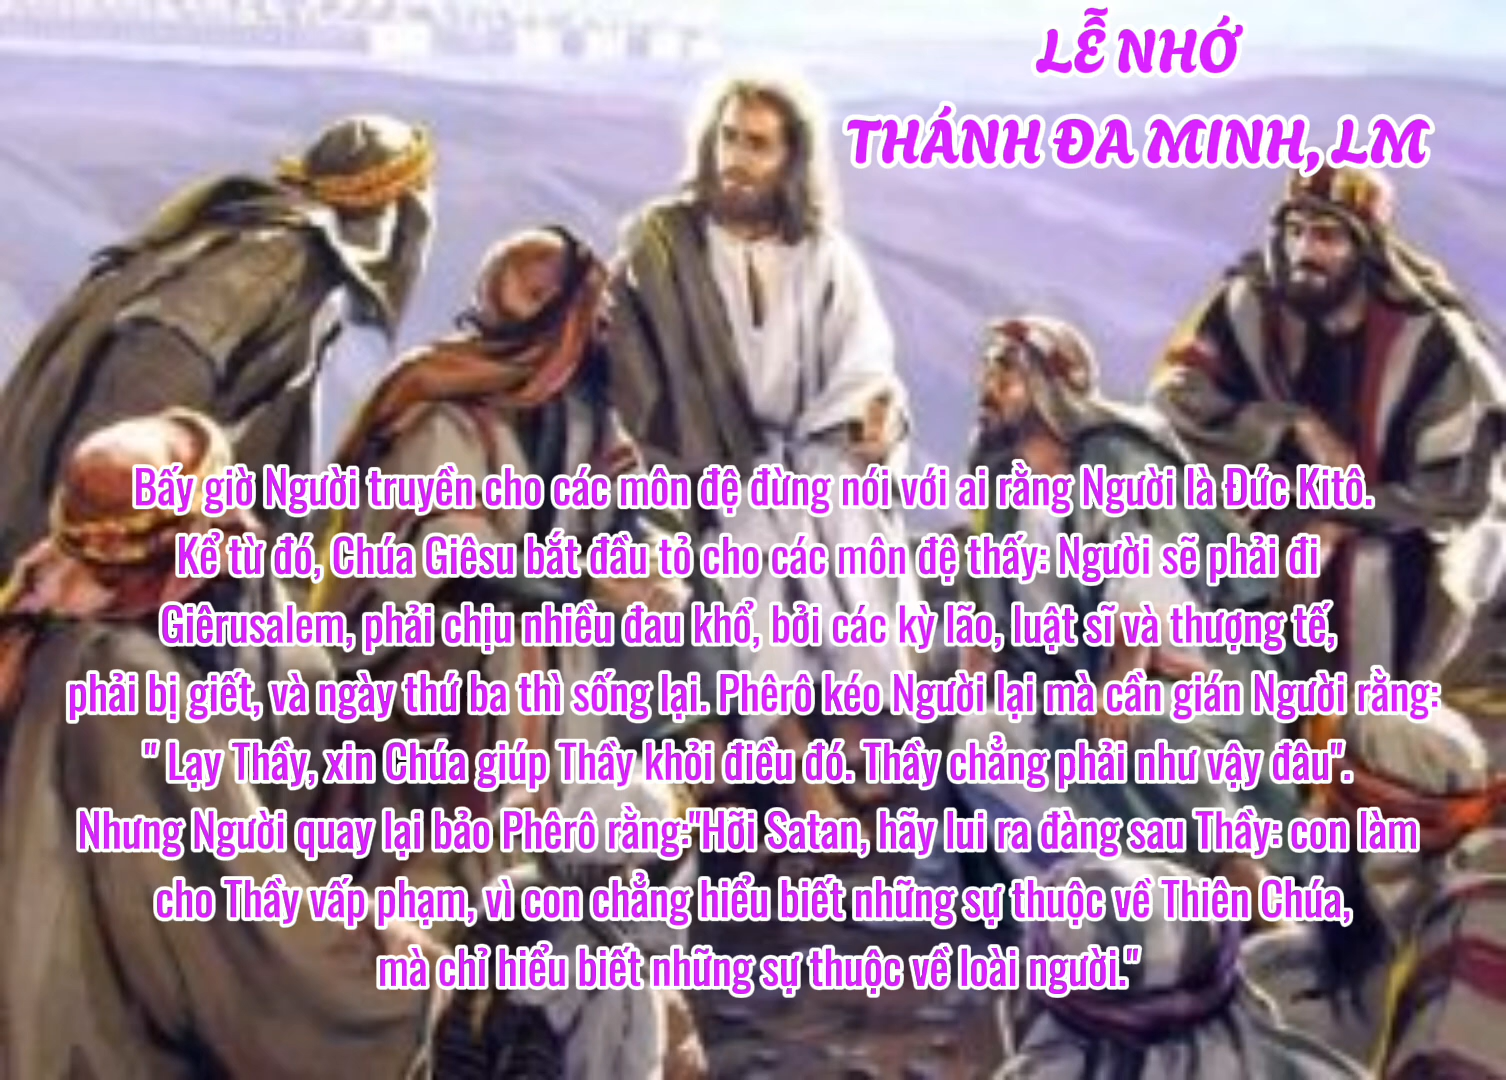 LỄ NHỚ
THÁNH ĐA MINH, LM
Bấy giờ Người truyền cho các môn đệ đừng nói với ai rằng Người là Đức Kitô.
Kể từ đó, Chúa Giêsu bắt đầu tỏ cho các môn đệ thấy: Người sẽ phải đi
Giêrusalem, phải chịu nhiều đau khổ, bởi các kỳ lão, luật sĩ và thượng tế,
phải bị giết, và ngày thứ ba thì sống lại. Phêrô kéo Người lại mà cần gián Người rằng:
" Lạy Thầy, xin Chúa giúp Thầy khỏi điều đó. Thầy chẳng phải như vậy đâu".
Nhưng Người quay lại bảo Phêrô rằng:"Hỡi Satan, hãy lui ra đàng sau Thầy: con làm
cho Thầy vấp phạm, vì con chẳng hiểu biết những sự thuộc về Thiên Chúa,
mà chỉ hiểu biết những sự thuộc về loài người."